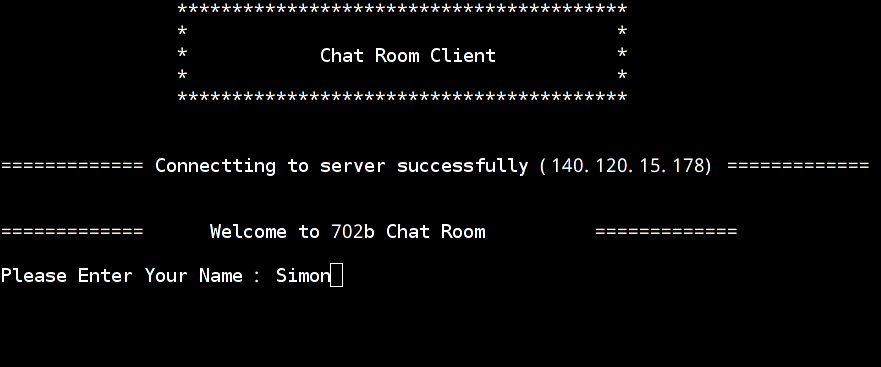 *****************************************
* *
* Chat Room Client *
* *
*****************************************
============= Connectting to server successfully (140. 120. 15. 178) =============
============= Welcome to 702b Chat Room =============
Please Enter Your Name : Simon